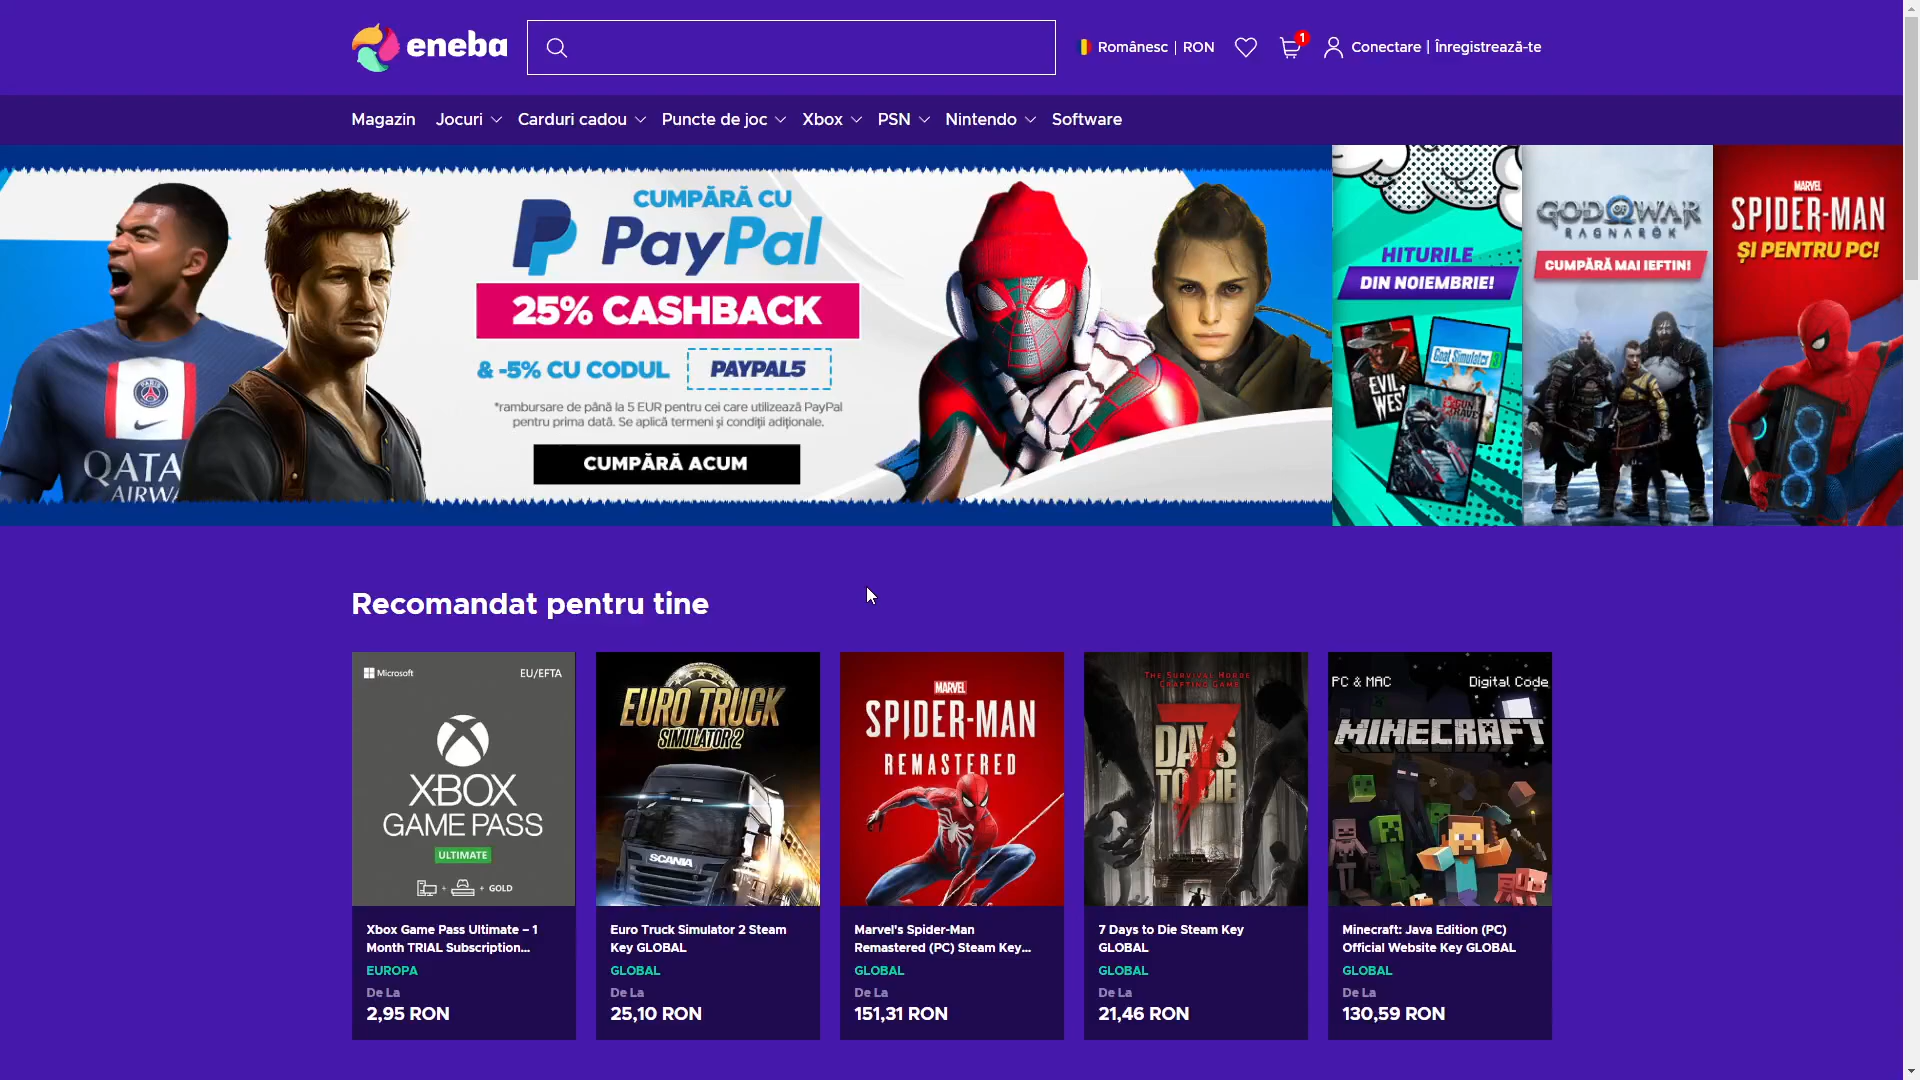 eneba
Românesc | RON
1
Conectare | Înregistrează-te
Magazin
Jocuri
Carduri cadou
Puncte de joc
Xbox
PSN
Nintendo
Software
QATA
AIRW
CUMPĂRĂ CU
PayPal
25% CASHBACK
& -5% CU CODUL
PAYPAL5
*rambursare de până la 5 EUR pentru cei care utilizează PayPal
pentru prima dată. Se aplică termeni și condiții adiționale.
CUMPĂRĂ ACUM
HITURILE
DIN NOIEMBRIE!
EVIL
WES
Goat Simulator 3
GUN
GRAVE
GOD OF WAR
RAGNARÖK
CUMPĂRĂ MAI IEFTIN!
MARVEL
SPIDER-MAN
ȘI PENTRU PC!
Recomandat pentru tine
Microsoft
EU/EFTA
XBOX
GAME PASS
ULTIMATE
+ + GOLD
Xbox Game Pass Ultimate – 1
Month TRIAL Subscription...
EUROPA
De La
2,95 RON
EURO TRUCK
SIMULATOR 2
SCANIA
Euro Truck Simulator 2 Steam
Key GLOBAL
GLOBAL
De La
25,10 RON
MARVEL
SPIDER-MAN
REMASTERED
Marvel's Spider-Man
Remastered (PC) Steam Key...
GLOBAL
De La
151,31 RON
The Survival Horde
Crafting Game
7
DAYS
TO DIE
7 Days to Die Steam Key
GLOBAL
GLOBAL
De La
21,46 RON
PC & MAC
Digital Code
MINECRAFT
Minecraft: Java Edition (PC)
Official Website Key GLOBAL
GLOBAL
De La
130,59 RON